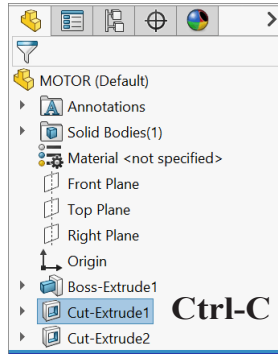 MOTOR (Default)
Annotations
Solid Bodies(1)
Material <not specified>
Front Plane
Top Plane
Right Plane
Origin
Boss-Extrude1
Cut-Extrude1 Ctrl-C
Cut-Extrude2